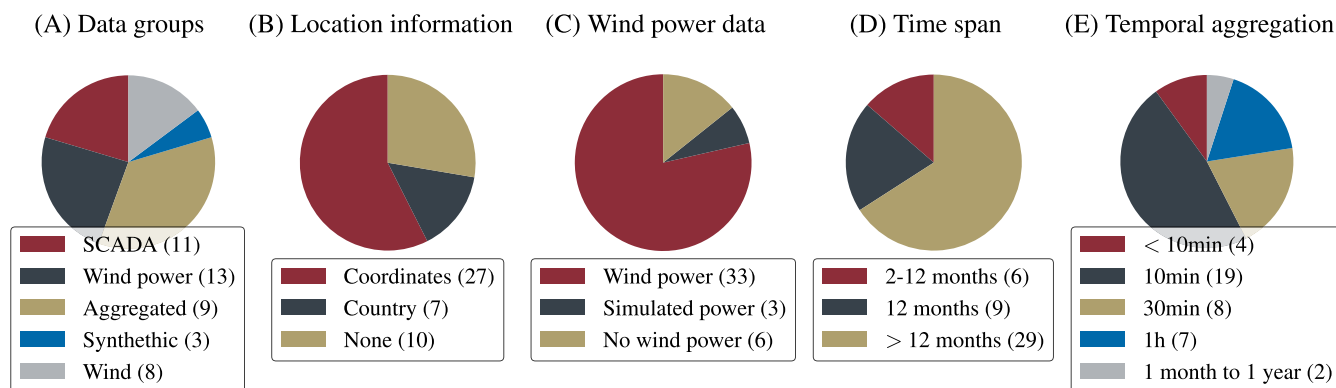 (A) Data groups
SCADA (11)
Wind power (13)
Aggregated (9)
Synthethic (3)
Wind (8)
(B) Location information
Coordinates (27)
Country (7)
None (10)
(C) Wind power data
Wind power (33)
Simulated power (3)
No wind power (6)
(D) Time span
2-12 months (6)
12 months (9)
> 12 months (29)
(E) Temporal aggregation
< 10min (4)
10min (19)
30min (8)
1h (7)
1 month to 1 year (2)